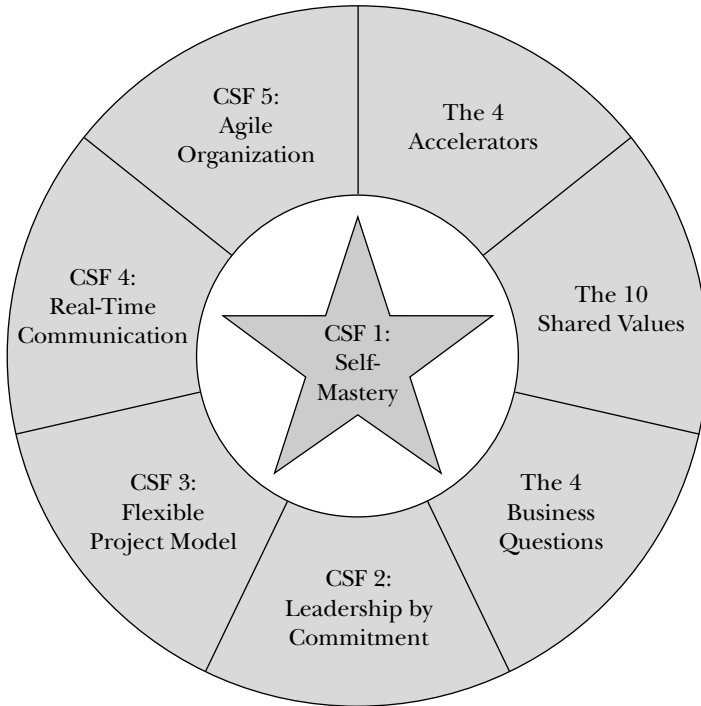 CSF 5:
Agile
Organization
The 4
Accelerators
CSF 4:
Real-Time
Communication
The 10
Shared Values
CSF 1:
Self-
Mastery
CSF 3:
Flexible
Project Model
The 4
Business
Questions
CSF 2:
Leadership by
Commitment